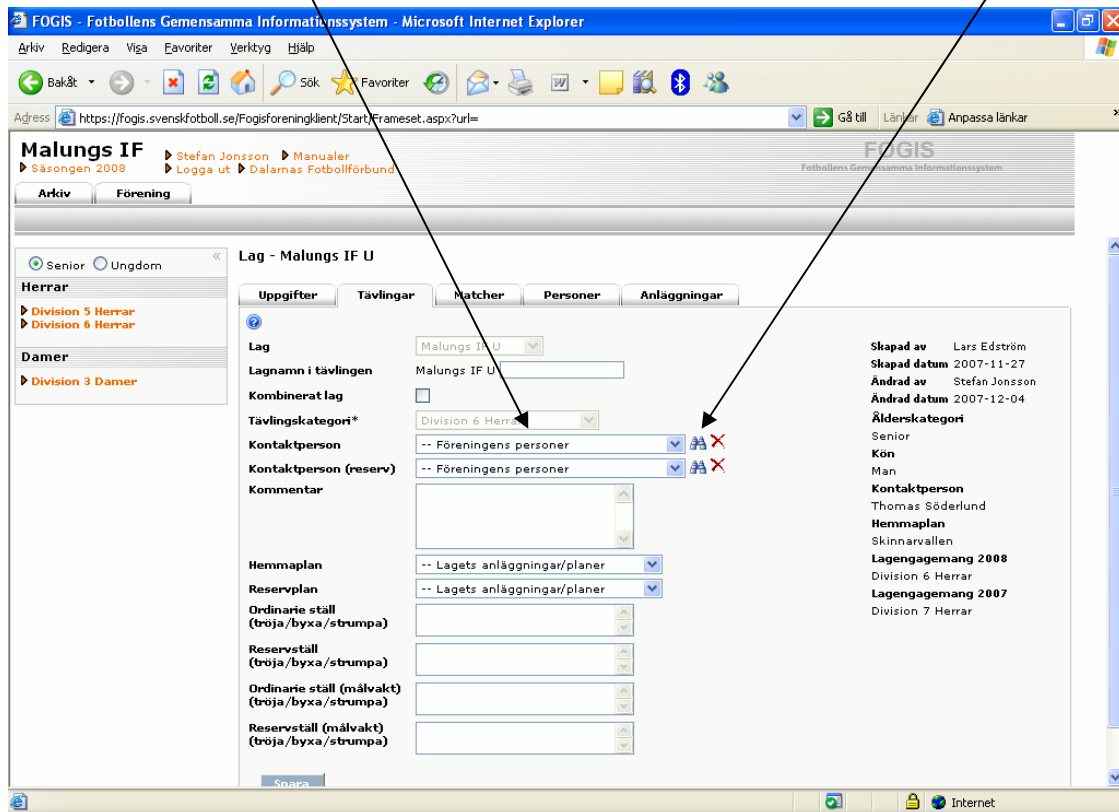 FOGIS - Fotbollens Gemensamma Informationssystem - Microsoft Internet Explorer
Arkiv Redigera Visa Favoriter Verktyg Hjälp
Bakåt Sök Favoriter
Adress https://fogis.svenskfotboll.se/Fogisforeningklient/Start/Frameset.aspx?url= Gå till Länkar Anpassa länkar »
Malungs IF Stefan Jonsson Manualer FOGIS
Säsongen 2008 Logga ut Dalarnas Fotbollförbund Fotbollens Gemensamma Informationssystem
Arkiv Förening
Senior Ungdom «
Herrar
Division 5 Herrar
Division 6 Herrar
Damer
Division 3 Damer
Lag - Malungs IF U
Uppgifter Tävlingar Matcher Personer Anläggningar
Lag Malungs IF U
Lagnamn i tävlingen Malungs IF U
Kombinerat lag
Tävlingskategori* Division 6 Herrar
Kontaktperson -- Föreningens personer
Kontaktperson (reserv) -- Föreningens personer
Kommentar
Hemmaplan -- Lagets anläggningar/planer
Reservplan -- Lagets anläggningar/planer
Ordinarie ställ
(tröja/byxa/strumpa)
Reservställ
(tröja/byxa/strumpa)
Ordinarie ställ (målvakt)
(tröja/byxa/strumpa)
Reservställ (målvakt)
(tröja/byxa/strumpa)
Spara
Skapad av Lars Edström
Skapad datum 2007-11-27
Ändrad av Stefan Jonsson
Ändrad datum 2007-12-04
Ålderskategori
Senior
Kön
Man
Kontaktperson
Thomas Söderlund
Hemmaplan
Skinnarvallen
Lagengagemang 2008
Division 6 Herrar
Lagengagemang 2007
Division 7 Herrar
Internet